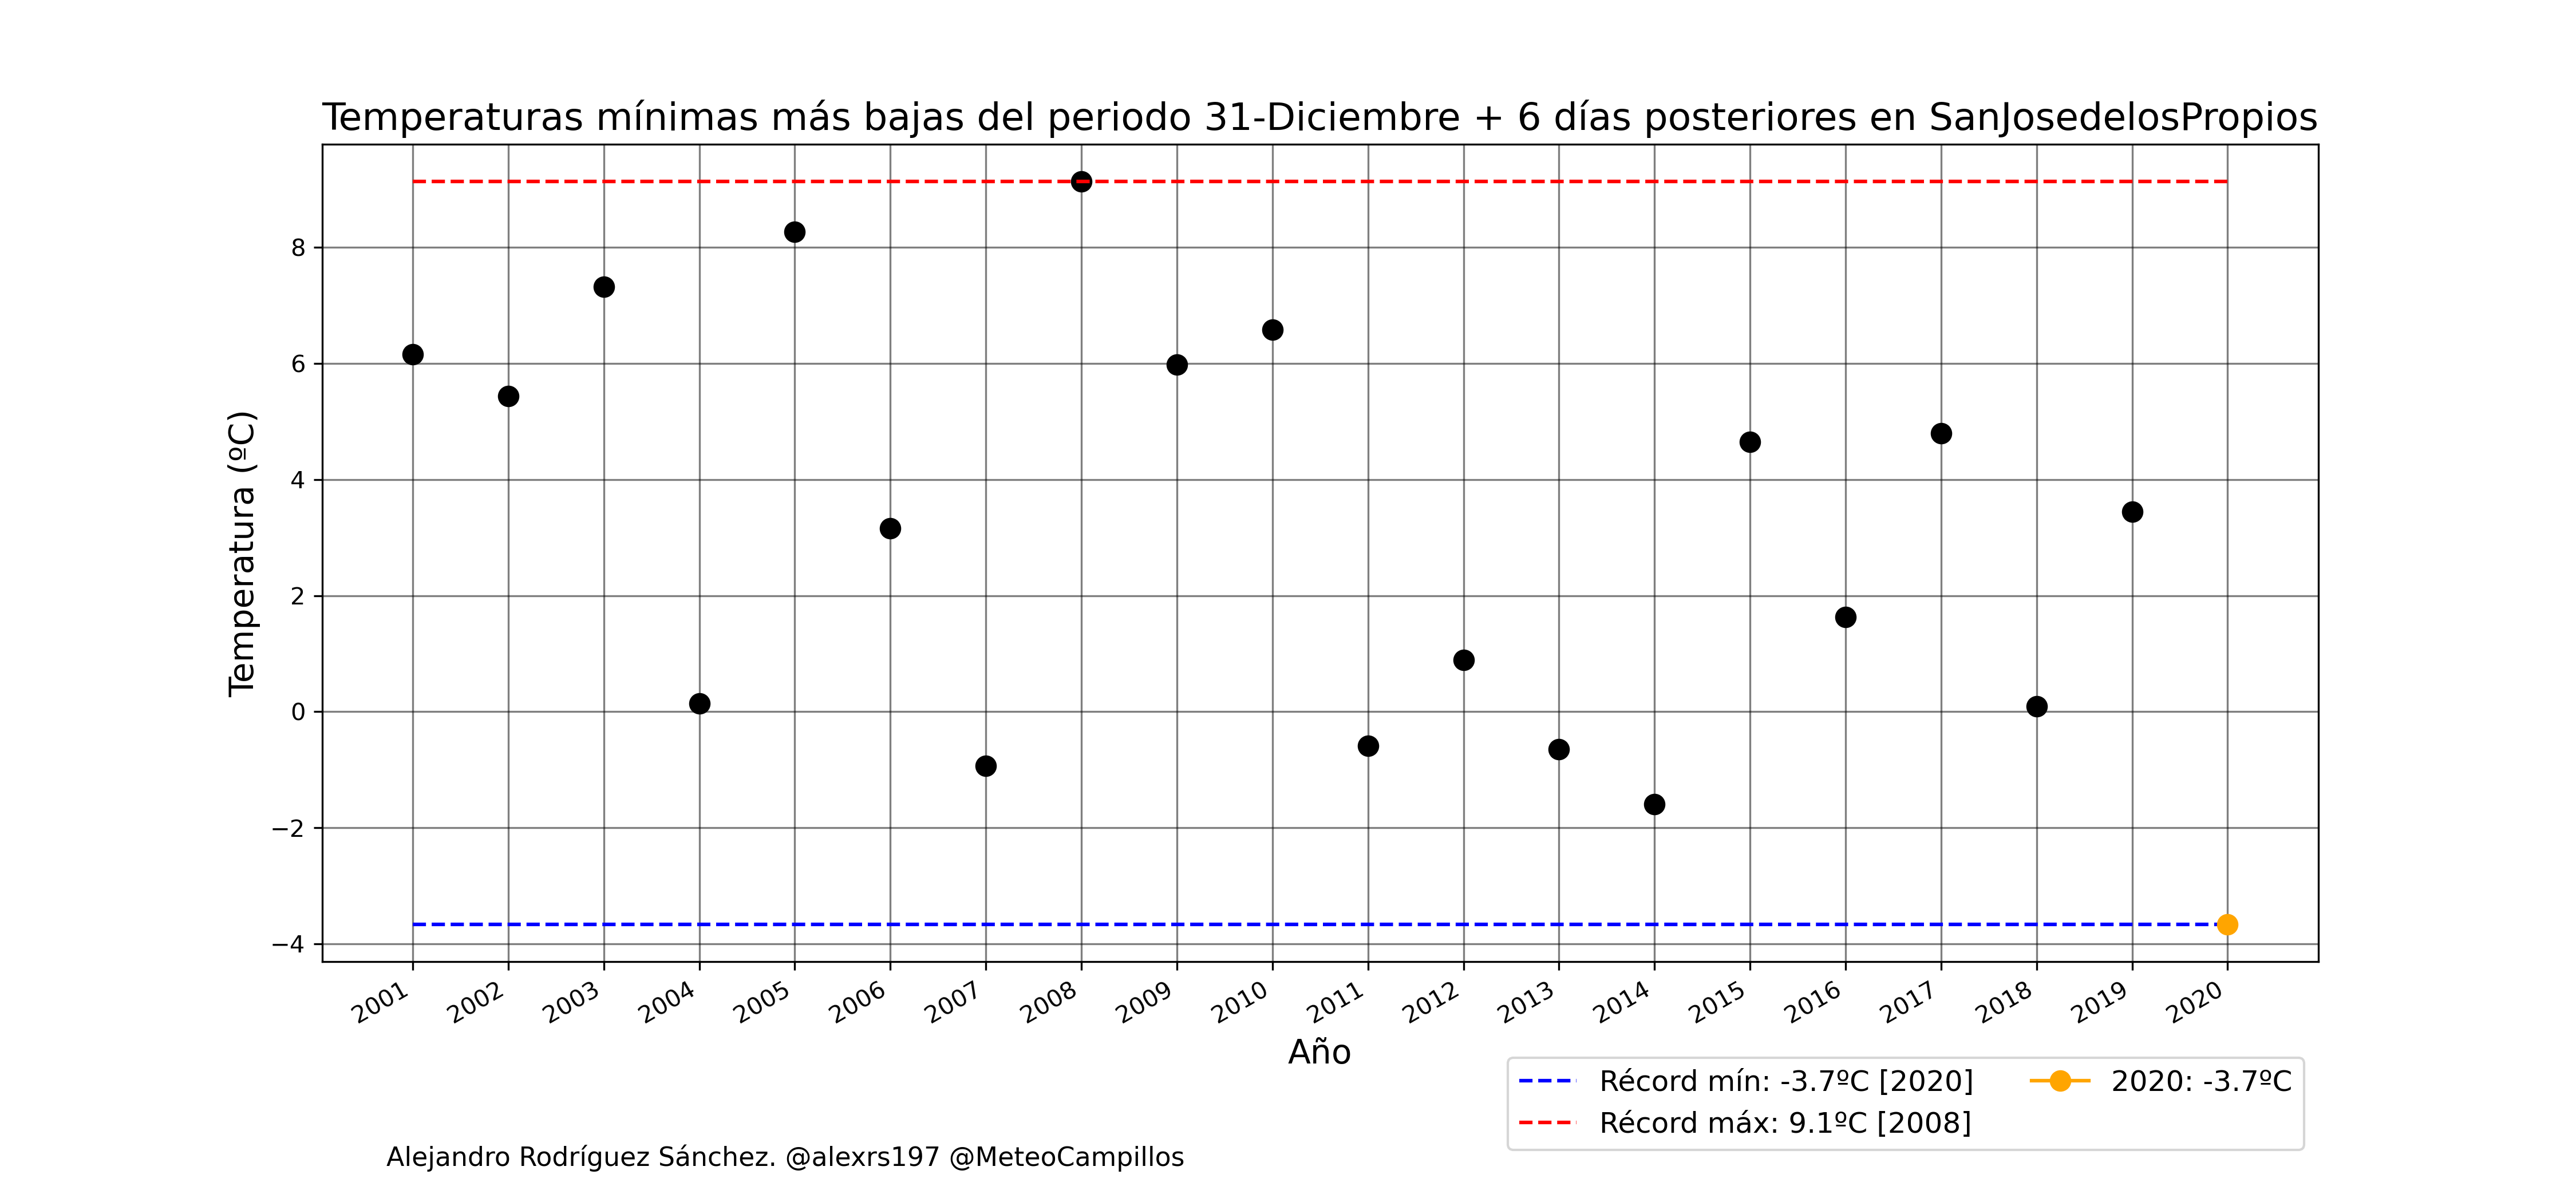 Temperaturas mínimas más bajas del periodo 31-Diciembre + 6 días posteriores en SanJosedelosPropios
Temperatura (ºC)
8
6
4
2
0
−2
−4
2001 2002 2003 2004 2005 2006 2007 2008 2009 2010 2011 2012 2013 2014 2015 2016 2017 2018 2019 2020
Año
Récord mín: -3.7ºC [2020] 2020: -3.7ºC
Récord máx: 9.1ºC [2008]
Alejandro Rodríguez Sánchez. @alexrs197 @MeteoCampillos